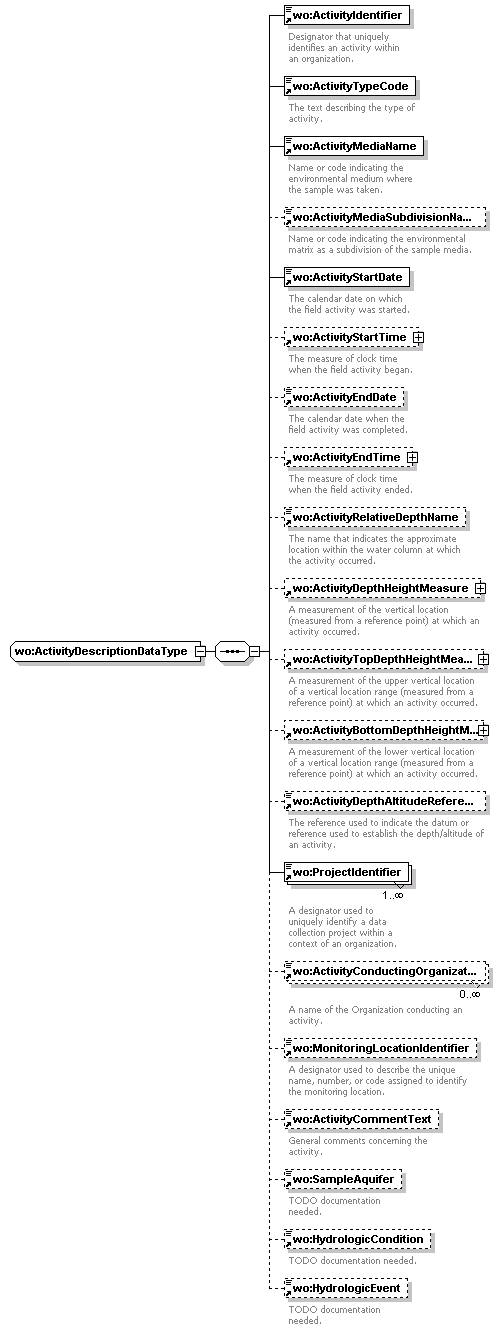 wo:ActivityIdentifier
Designator that uniquely
identifies an activity within
an organization.
wo:ActivityTypeCode
The text describing the type of
activity.
wo:ActivityMediaName
Name or code indicating the
environmental medium where
the sample was taken.
wo:ActivityMediaSubdivisionNa...
Name or code indicating the environmental
matrix as a subdivision of the sample media.
wo:ActivityStartDate
The calendar date on which
the field activity was started.
wo:ActivityStartTime
The measure of clock time
when the field activity began.
wo:ActivityEndDate
The calendar date when the
field activity was completed.
wo:ActivityEndTime
The measure of clock time
when the field activity ended.
wo:ActivityRelativeDepthName
The name that indicates the approximate
location within the water column at which
the activity occurred.
wo:ActivityDepthHeightMeasure
A measurement of the vertical location
(measured from a reference point) at which an
activity occurred.
wo:ActivityDescriptionDataType
wo:ActivityTopDepthHeightMea...
A measurement of the upper vertical location
of a vertical location range (measured from a
reference point) at which an activity occurred.
wo:ActivityBottomDepthHeightM...
A measurement of the lower vertical location
of a vertical location range (measured from a
reference point) at which an activity occurred.
wo:ActivityDepthAltitudeRefere...
The reference used to indicate the datum or
reference used to establish the depth/altitude of
an activity.
wo:ProjectIdentifier
1..∞
A designator used to
uniquely identify a data
collection project within a
context of an organization.
wo:ActivityConductingOrganizat...
0..∞
A name of the Organization conducting an
activity.
wo:MonitoringLocationIdentifier
A designator used to describe the unique
name, number, or code assigned to identify
the monitoring location.
wo:ActivityCommentText
General comments concerning the
activity.
wo:SampleAquifer
TODO documentation
needed.
wo:HydrologicCondition
TODO documentation needed.
wo:HydrologicEvent
TODO documentation
needed.